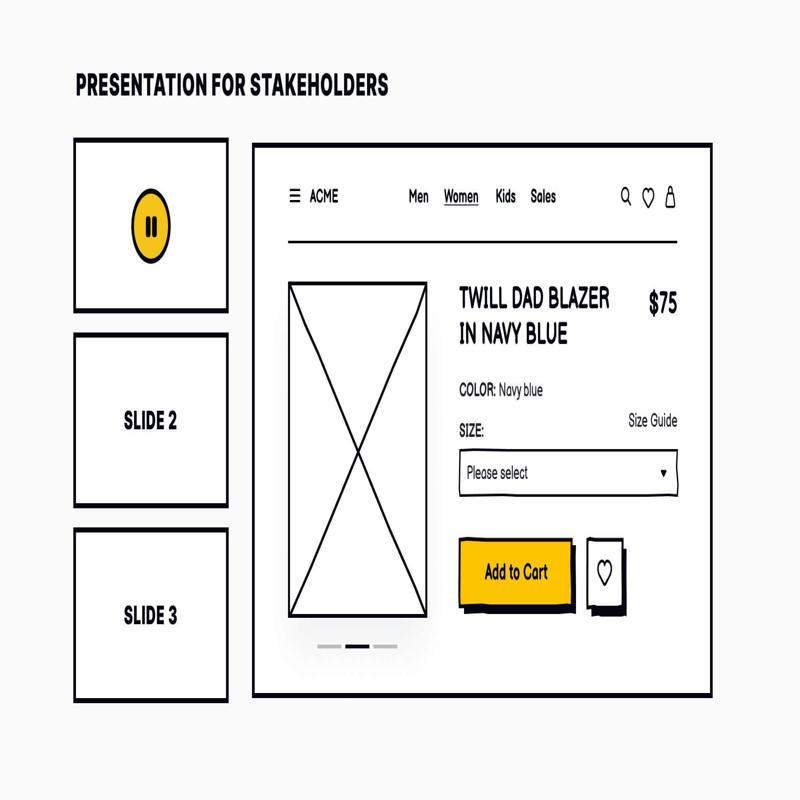 PRESENTATION FOR STAKEHOLDERS
SLIDE 2
SLIDE 3
ACME Men Women Kids Sales
TWILL DAD BLAZER $75
IN NAVY BLUE
COLOR: Navy blue
SIZE: Size Guide
Please select
Add to Cart